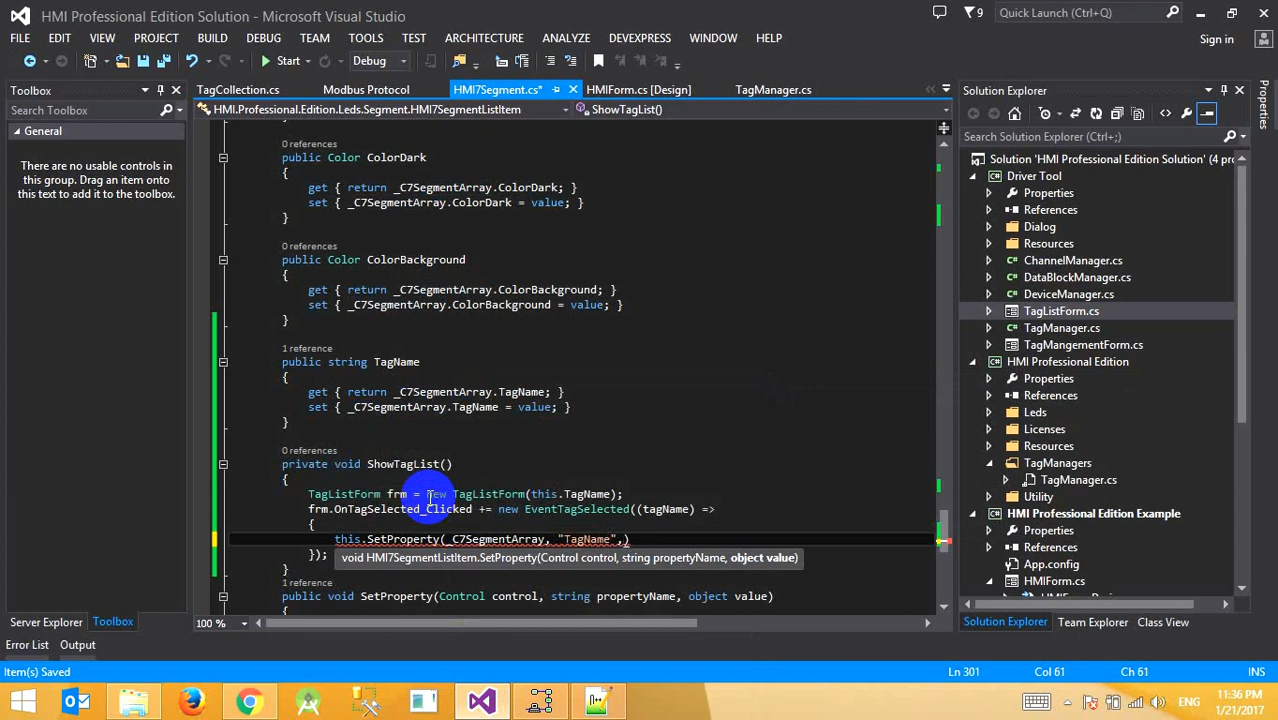 HMI Professional Edition Solution - Microsoft Visual Studio
9
Quick Launch (Ctrl+Q)
FILE EDIT VIEW PROJECT BUILD DEBUG TEAM TOOLS TEST ARCHITECTURE ANALYZE DEVEXPRESS WINDOW HELP
Sign in
Start Debug
Toolbox
Search Toolbox
General
There are no usable controls in
this group. Drag an item onto
this text to add it to the toolbox.
Server Explorer Toolbox
TagCollection.cs Modbus Protocol HMI7Segment.cs* HMIForm.cs [Design] TagManager.cs
HMI.Professional.Edition.Leds.Segment.HMI7SegmentListItem ShowTagList()
}
0 references
public Color ColorDark
{
get { return _C7SegmentArray.ColorDark; }
set { _C7SegmentArray.ColorDark = value; }
}
0 references
public Color ColorBackground
{
get { return _C7SegmentArray.ColorBackground; }
set { _C7SegmentArray.ColorBackground = value; }
}
1 reference
public string TagName
{
get { return _C7SegmentArray.TagName; }
set { _C7SegmentArray.TagName = value; }
}
0 references
private void ShowTagList()
{
TagListForm frm = new TagListForm(this.TagName);
frm.OnTagSelected_Clicked += new EventTagSelected((tagName) =>
{
this.SetProperty(_C7SegmentArray, "TagName",)
});
void HMI7SegmentListItem.SetProperty(Control control, string propertyName, object value)
}
1 reference
public void SetProperty(Control control, string propertyName, object value)
{
100 %
Solution Explorer
Search Solution Explorer (Ctrl+;)
Solution 'HMI Professional Edition Solution' (4 pr
Driver Tool
Properties
References
Dialog
Resources
ChannelManager.cs
DataBlockManager.cs
DeviceManager.cs
TagListForm.cs
TagManager.cs
TagMangementForm.cs
HMI Professional Edition
Properties
References
Leds
Licenses
Resources
TagManagers
TagManager.cs
Utility
HMI Professional Edition Example
Properties
References
App.config
HMIForm.cs
Solution Explorer Team Explorer Class View
Properties
Error List Output
Item(s) Saved Ln 301 Col 61 Ch 61 INS
ENG
11:36 PM
1/21/2017